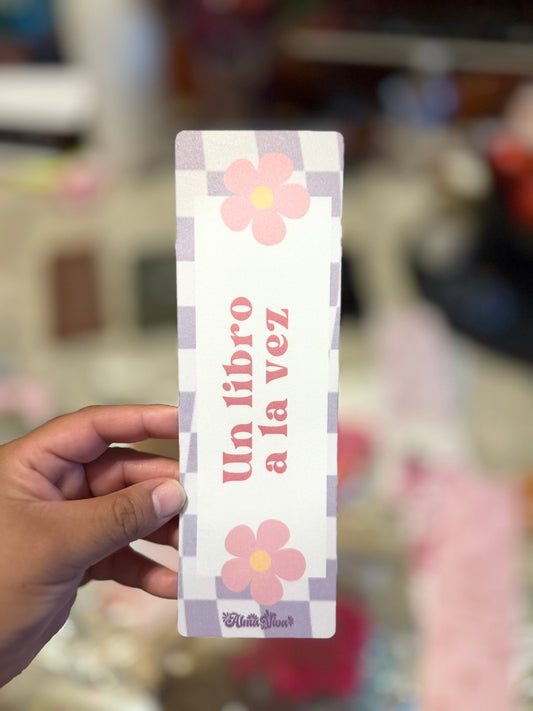 Un libro
a la vez
Alma Viva